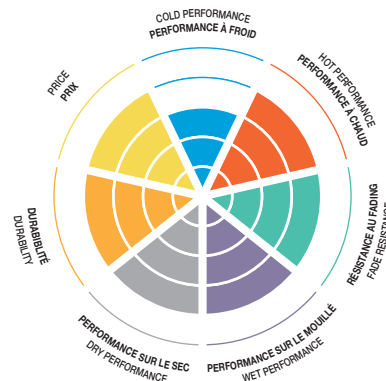 COLD PERFORMANCE
PERFORMANCE À FROID
HOT PERFORMANCE
PERFORMANCE À CHAUD
RÉSISTANCE AU FADING
FADE RESISTANCE
PERFORMANCE SUR LE MOUILLÉ
WET PERFORMANCE
PERFORMANCE SUR LE SEC
DRY PERFORMANCE
DURABIBLITÉ
DURABILITY
PRICE
PRIX